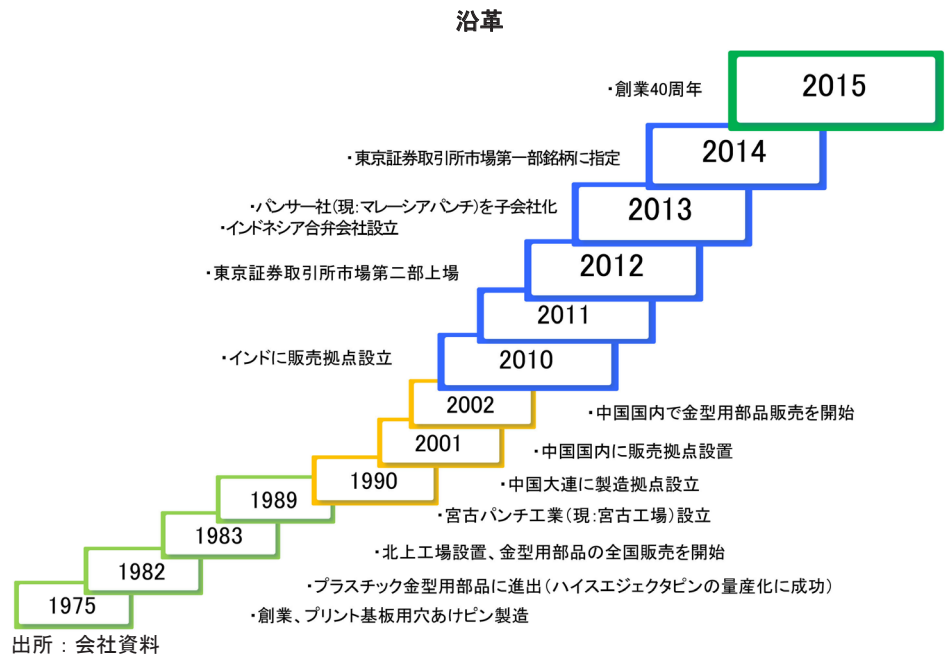 沿革
・創業40周年
2015
・東京証券取引所市場第一部銘柄に指定
2014
・パンサー社(現:マレーシアパンチ)を子会社化
・インドネシア合弁会社設立
2013
・東京証券取引所市場第二部上場
2012
2011
・インドに販売拠点設立
2010
2002
・中国国内で金型用部品販売を開始
2001
・中国国内に販売拠点設置
1990
・中国大連に製造拠点設立
1989
・宮古パンチ工業(現:宮古工場)設立
1983
・北上工場設置、金型用部品の全国販売を開始
1982
・プラスチック金型用部品に進出(ハイスエジェクタピンの量産化に成功)
1975
・創業、プリント基板用穴あけピン製造
出所：会社資料